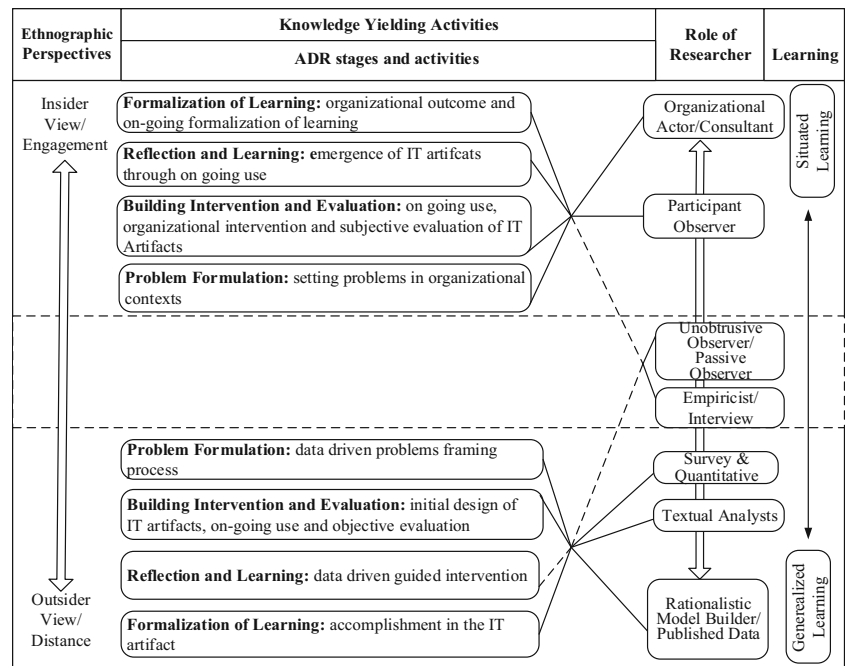 Ethnographic
Perspectives
Knowledge Yielding Activities
ADR stages and activities
Role of
Researcher
Learning
Insider
View/
Engagement
Formalization of Learning: organizational outcome and
on-going formalization of learning
Reflection and Learning: emergence of IT artifcats
through on going use
Building Intervention and Evaluation: on going use,
organizational intervention and subjective evaluation of IT
Artifacts
Problem Formulation: setting problems in organizational
contexts
Organizational
Actor/Consultant
Participant
Observer
Situated
Learning
Unobtrusive
Observer/
Passive
Observer
Empiricist/
Interview
Problem Formulation: data driven problems framing
process
Building Intervention and Evaluation: initial design of
IT artifacts, on-going use and objective evaluation
Reflection and Learning: data driven guided intervention
Formalization of Learning: accomplishment in the IT
artifact
Survey &
Quantitative
Textual Analysts
Rationalistic
Model Builder/
Published Data
Generealized
Learning
Outsider
View/
Distance